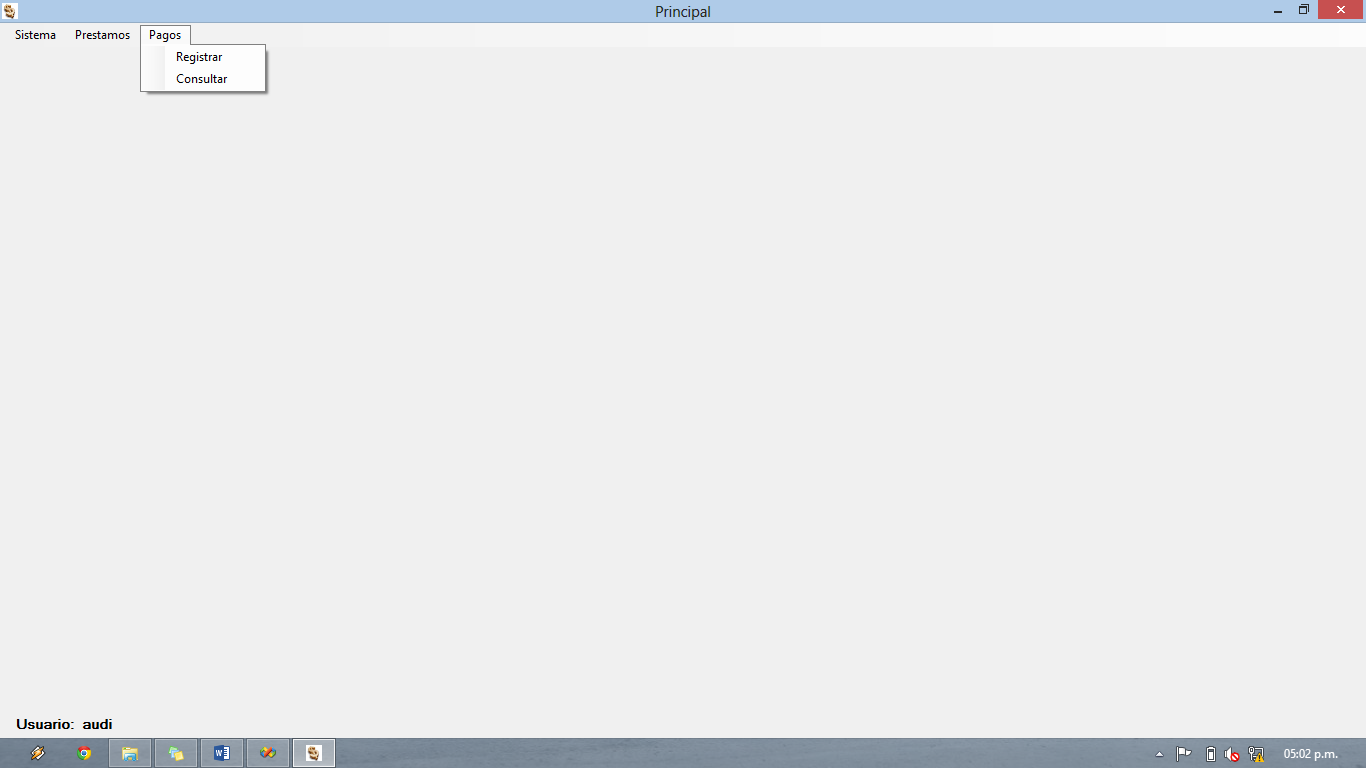 Principal
Sistema Prestamos Pagos
Registrar
Consultar
Usuario: audi
05:02 p.m.